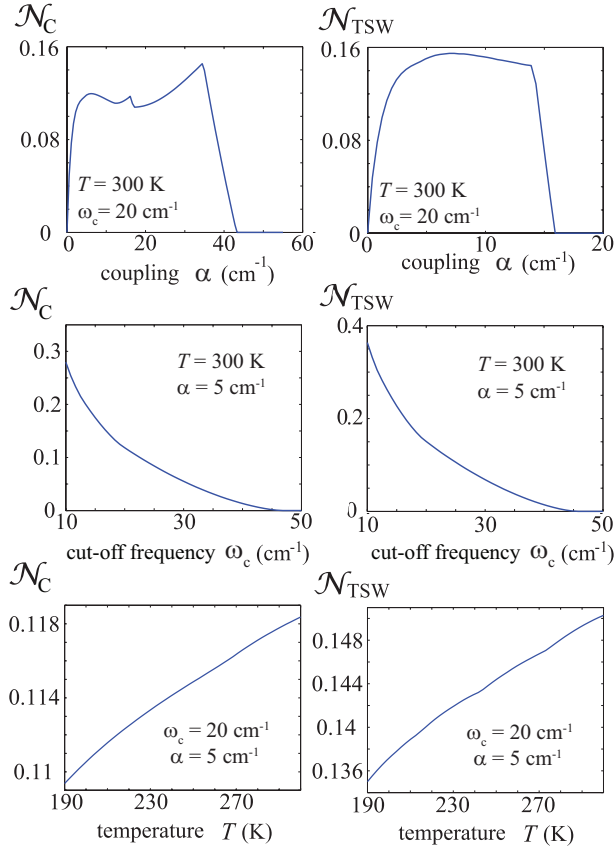 𝒩C 𝒩TSW
0.16 0.16
0.08 0.08
T = 300 K T = 300 K
ωc= 20 cm-1 ωc= 20 cm-1
0 0
0 20 40 60 0 10 20
coupling α (cm-1) coupling α (cm-1)
𝒩C 𝒩TSW
0.3 0.4
T = 300 K T = 300 K
α = 5 cm-1 α = 5 cm-1
0.2 0.2
0.1
0 0
10 30 50 10 30 50
cut-off frequency ωc (cm-1) cut-off frequency ωc (cm-1)
𝒩C 𝒩TSW
0.118 0.148
0.114 0.144
0.14
ωc = 20 cm-1 ωc = 20 cm-1
α = 5 cm-1 α = 5 cm-1
0.11 0.136
190 230 270 190 230 270
temperature T (K) temperature T (K)